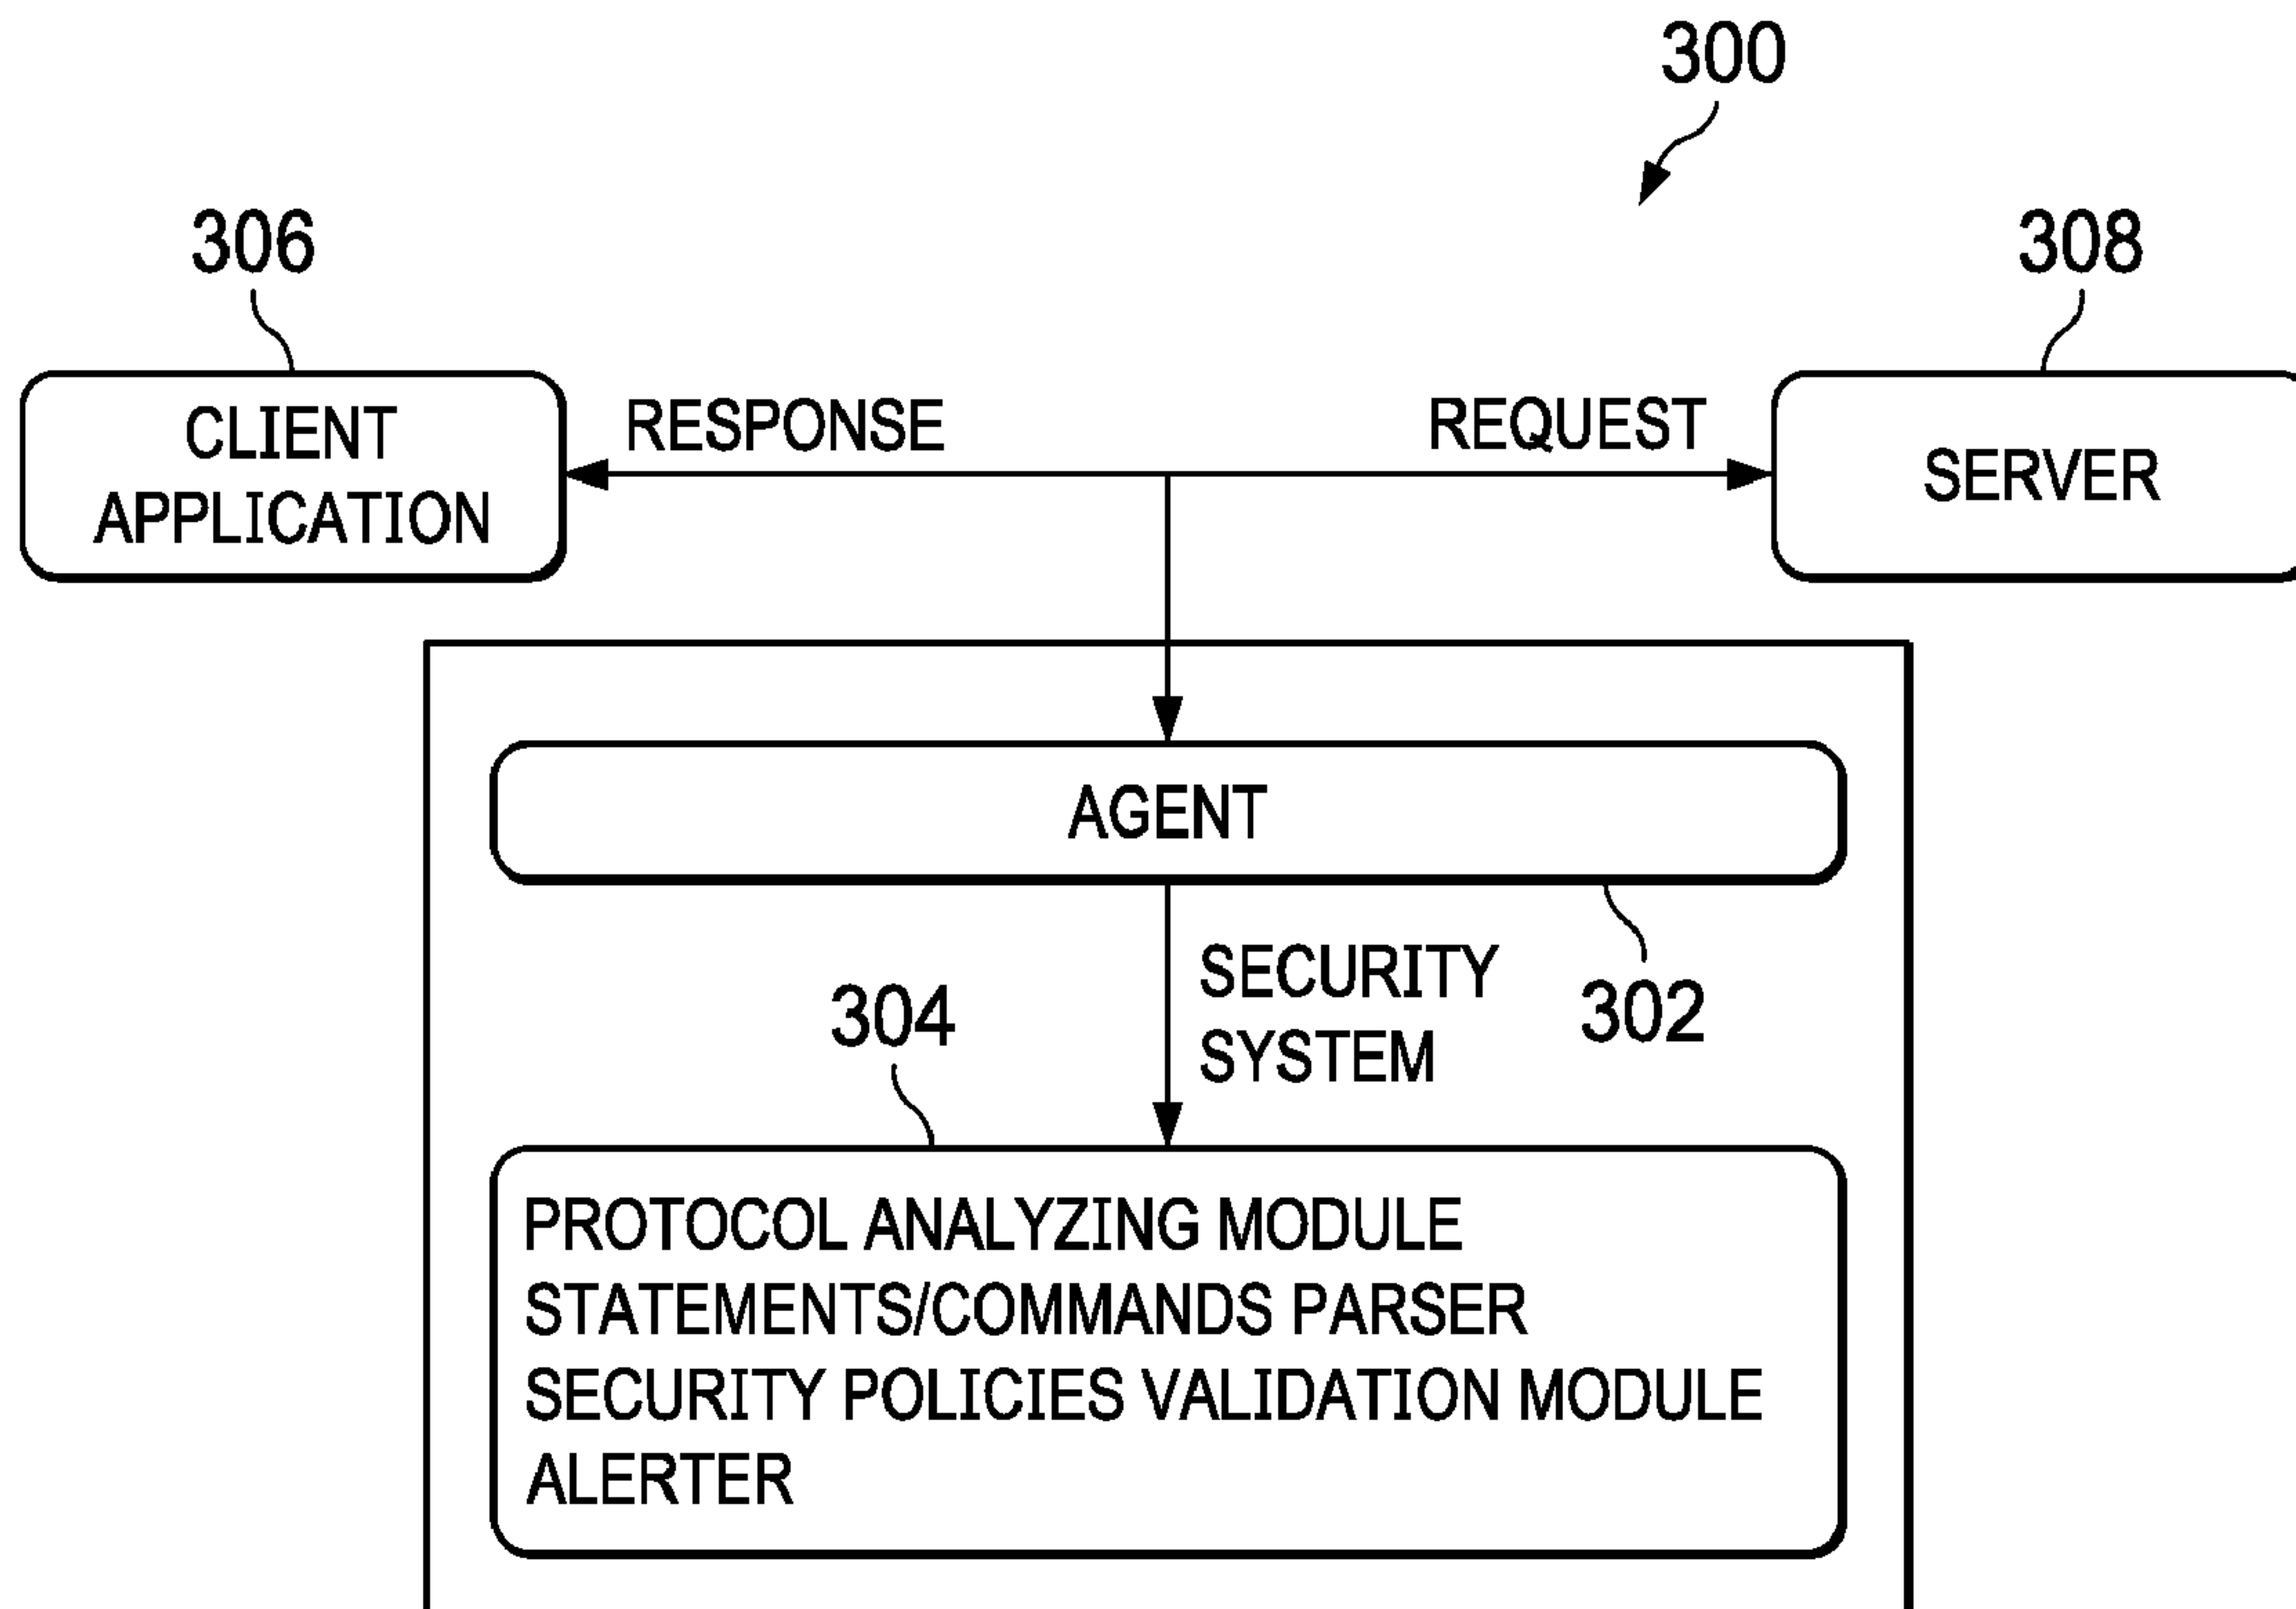 300
306
308
CLIENT
APPLICATION
RESPONSE
REQUEST
SERVER
AGENT
SECURITY
SYSTEM
302
304
PROTOCOL ANALYZING MODULE
STATEMENTS/COMMANDS PARSER
SECURITY POLICIES VALIDATION MODULE
ALERTER